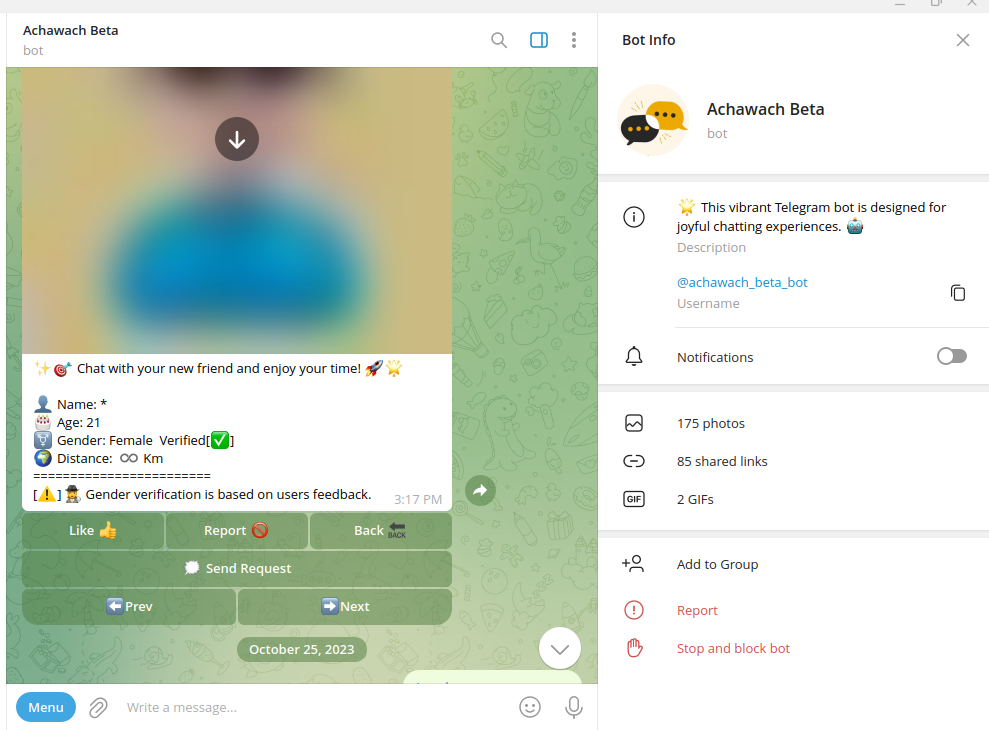 Achawach Beta
bot
✨🎯 Chat with your new friend and enjoy your time! 🚀🌟
👤 Name: *
🎂 Age: 21
🚻 Gender: Female Verified[✅]
🌍 Distance: ♾ Km
========================
[⚠️] 🕵 Gender verification is based on users feedback.
3:17 PM
Like 👍 Report 🚫 Back 🔙
💭 Send Request
⬅️Prev ➡️Next
October 25, 2023
Menu
Write a message...
Bot Info
Achawach Beta
bot
🌟 This vibrant Telegram bot is designed for
joyful chatting experiences. 🤖
Description
@achawach_beta_bot
Username
Notifications
175 photos
85 shared links
GIF 2 GIFs
Add to Group
Report
Stop and block bot